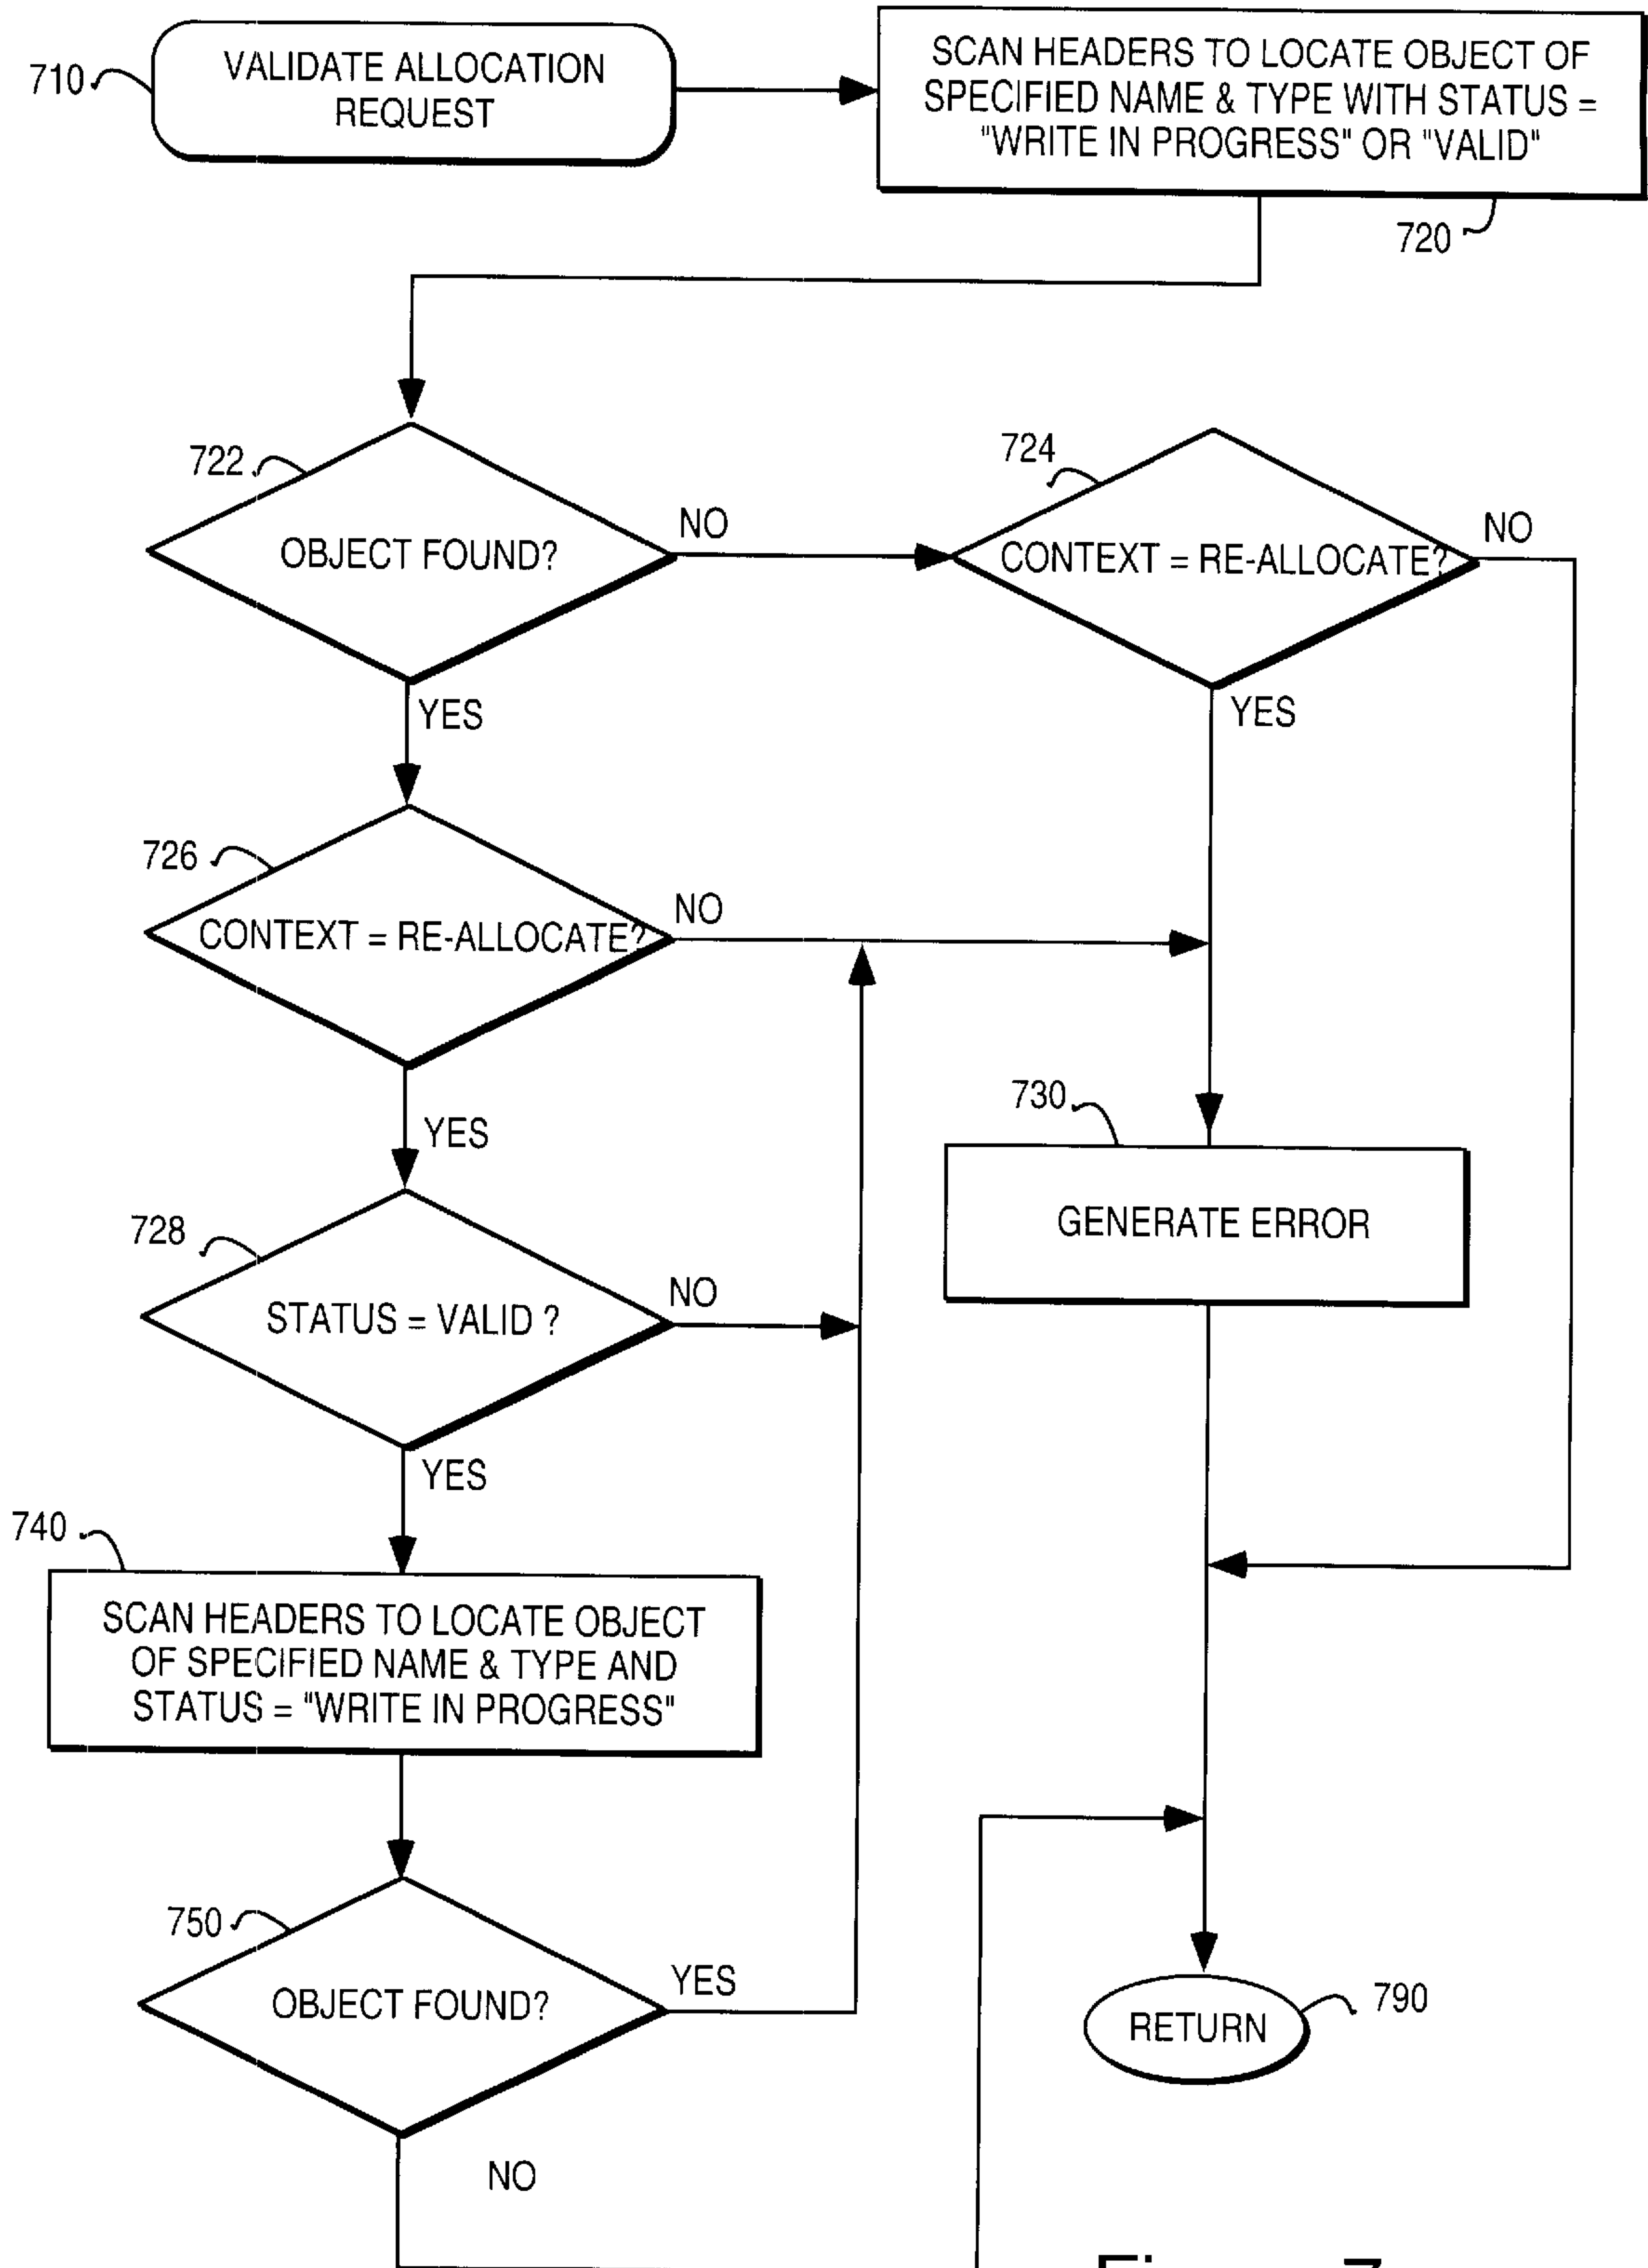 710
VALIDATE ALLOCATION
REQUEST
SCAN HEADERS TO LOCATE OBJECT OF
SPECIFIED NAME & TYPE WITH STATUS =
"WRITE IN PROGRESS" OR "VALID"
720
722
OBJECT FOUND?
NO
YES
724
CONTEXT = RE-ALLOCATE?
NO
YES
726
CONTEXT = RE-ALLOCATE?
NO
YES
728
STATUS = VALID ?
NO
YES
730
GENERATE ERROR
740
SCAN HEADERS TO LOCATE OBJECT
OF SPECIFIED NAME & TYPE AND
STATUS = "WRITE IN PROGRESS"
750
OBJECT FOUND?
YES
NO
RETURN
790